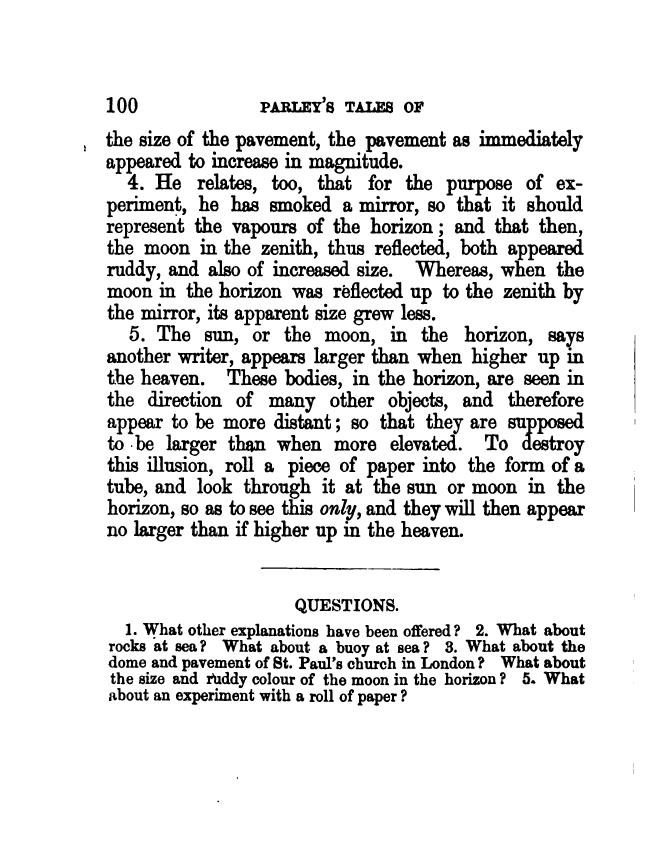 100 PARLEY'S TALES OF
the size of the pavement, the pavement as immediately
appeared to increase in magnitude.
4. He relates, too, that for the purpose of ex-
periment, he has smoked a mirror, so that it should
represent the vapours of the horizon; and that then,
the moon in the zenith, thus reflected, both appeared
ruddy, and also of increased size. Whereas, when the
moon in the horizon was reflected up to the zenith by
the mirror, its apparent size grew less.
5. The sun, or the moon, in the horizon, says
another writer, appears larger than when higher up in
the heaven. These bodies, in the horizon, are seen in
the direction of many other objects, and therefore
appear to be more distant; so that they are supposed
to be larger than when more elevated. To destroy
this illusion, roll a piece of paper into the form of a
tube, and look through it at the sun or moon in the
horizon, so as to see this only, and they will then appear
no larger than if higher up in the heaven.
QUESTIONS.
1. What other explanations have been offered? 2. What about
rocks at sea? What about a buoy at sea? 3. What about the
dome and pavement of St. Paul's church in London? What about
the size and ruddy colour of the moon in the horizon? 5. What
about an experiment with a roll of paper?